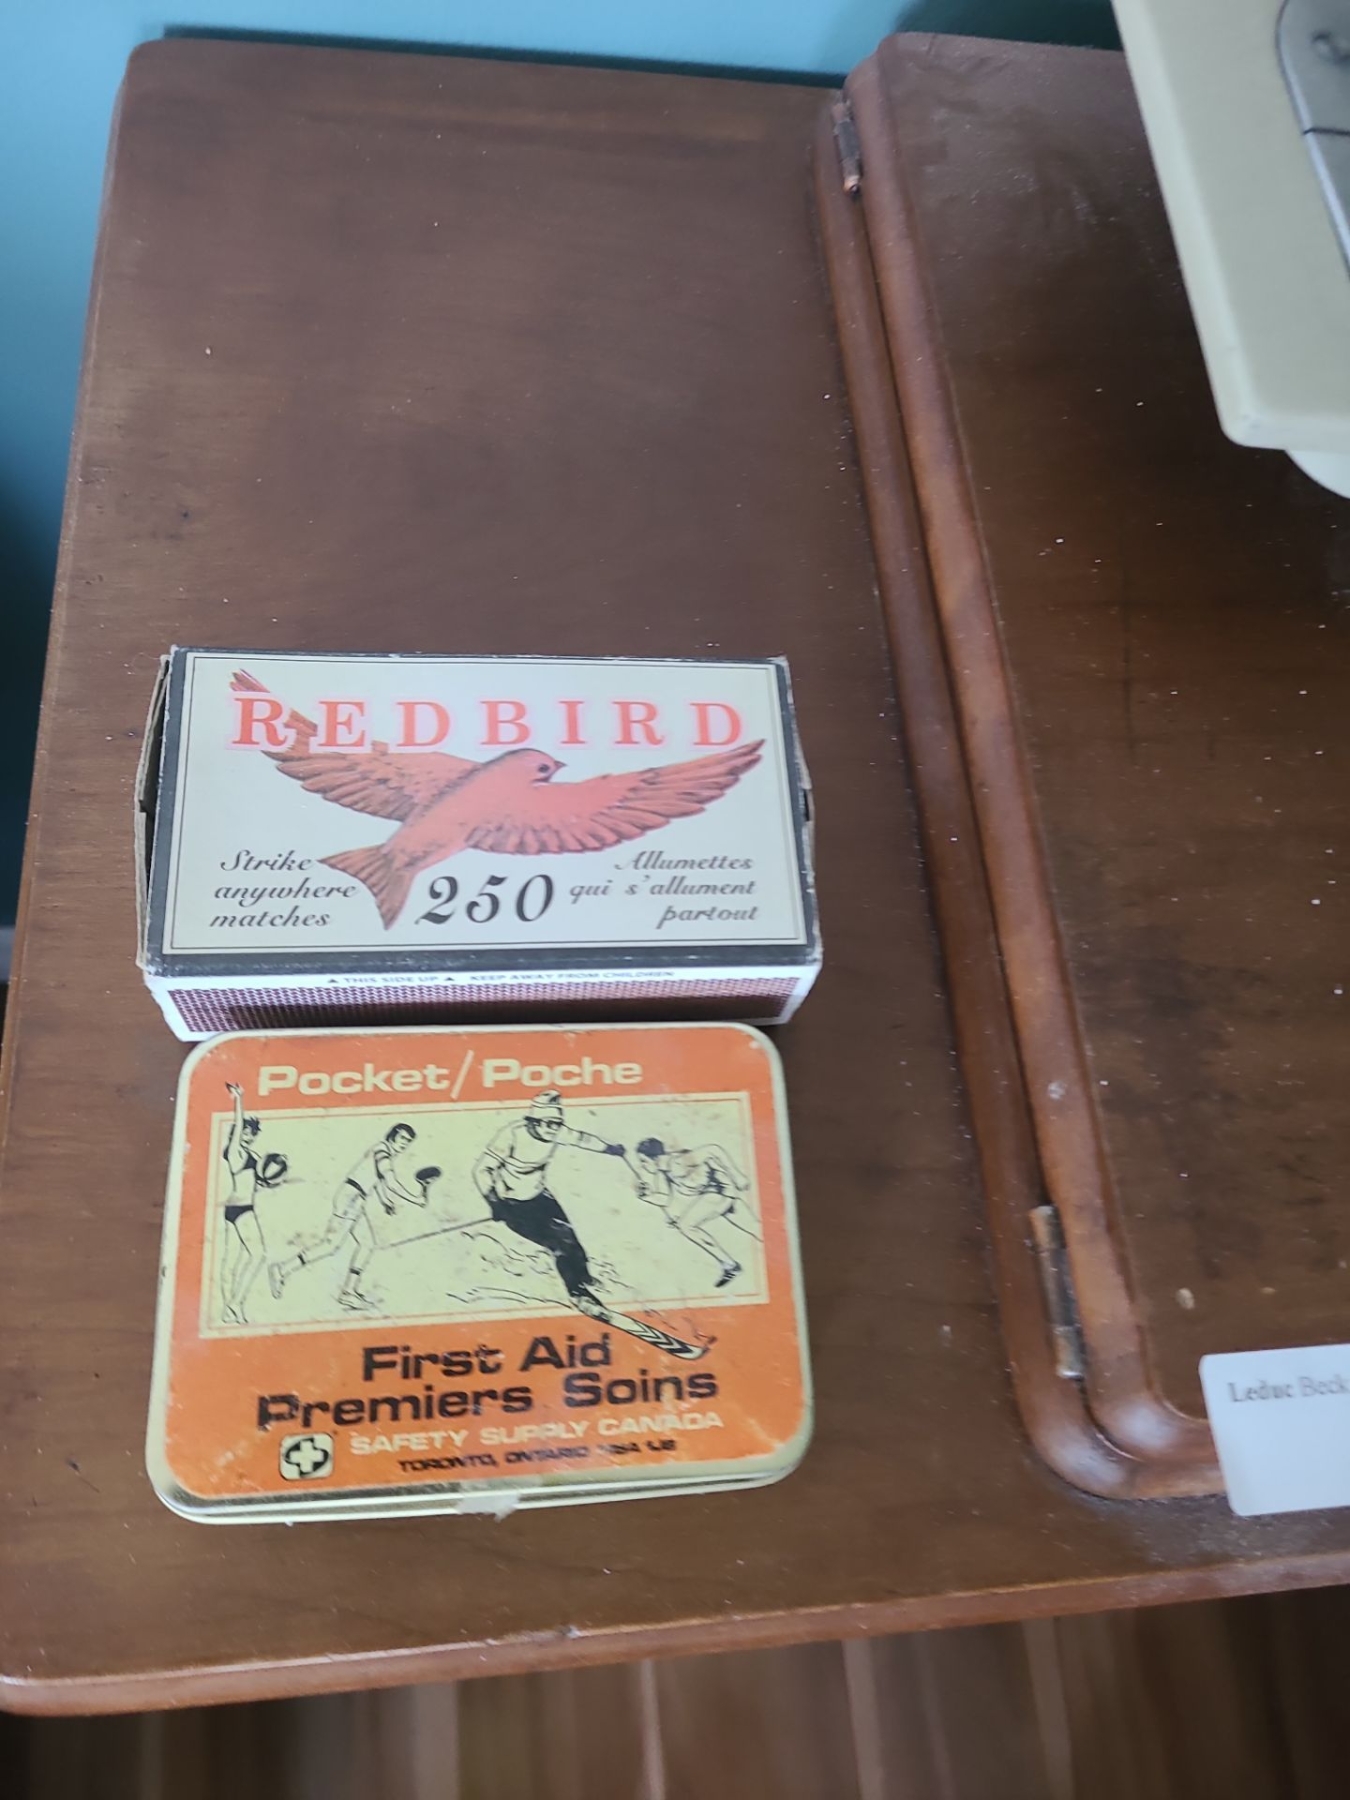 REDBIRD
Strike
anywhere
matches
250
Allumettes
qui s'allument
partout
▲ THIS SIDE UP ▲ KEEP AWAY FROM CHILDREN
Pocket/Poche
First Aid
Premiers Soins
SAFETY SUPPLY CANADA
TORONTO, ONTARIO
Leduc Beck